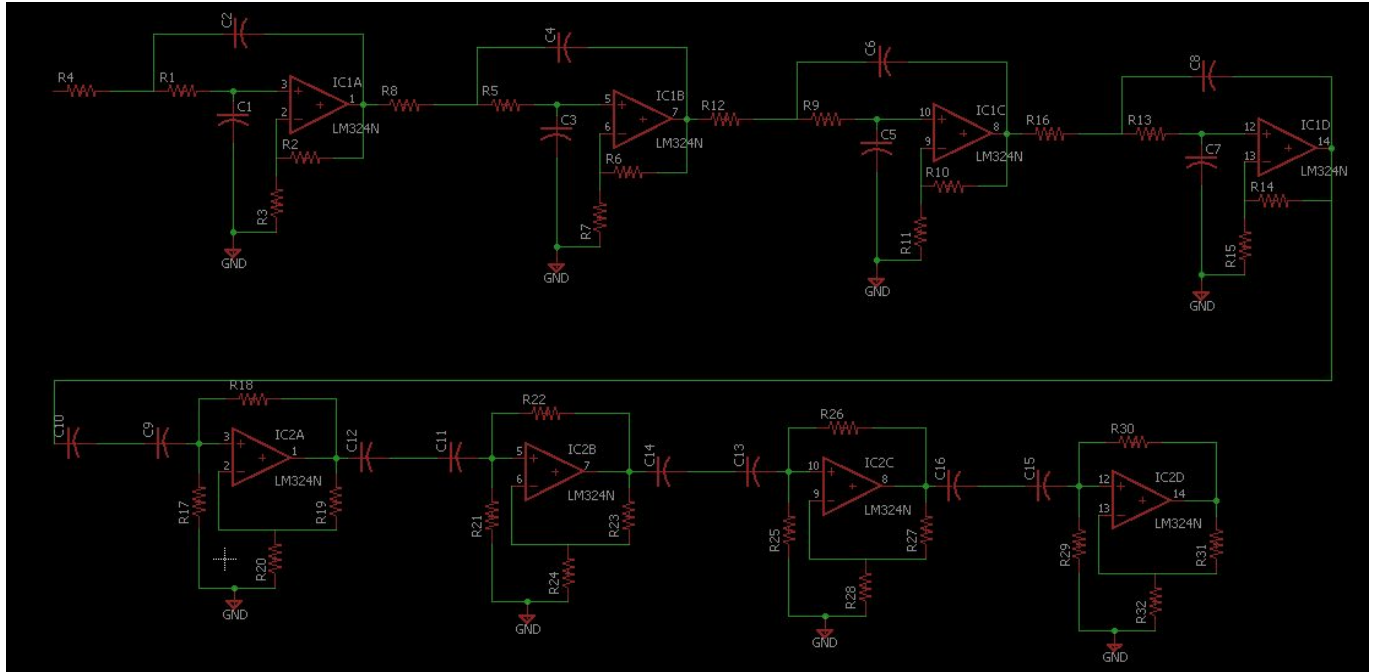 C2
R4
R1
3
IC1A
1
2
LM324N
C1
R2
R3
GND
C4
R8
R5
5
IC1B
7
6
LM324N
C3
R6
R7
GND
C6
R12
R9
10
IC1C
8
9
LM324N
C5
R10
R11
GND
C8
R16
R13
12
IC1D
14
13
LM324N
C7
R14
R15
GND
C10
C9
R18
3
IC2A
1
2
LM324N
R17
R19
R20
GND
C12
C11
R22
5
IC2B
7
6
LM324N
R21
R23
R24
GND
C14
C13
R26
10
IC2C
8
9
LM324N
R25
R27
R28
GND
C16
C15
R30
12
IC2D
14
13
LM324N
R29
R31
R32
GND